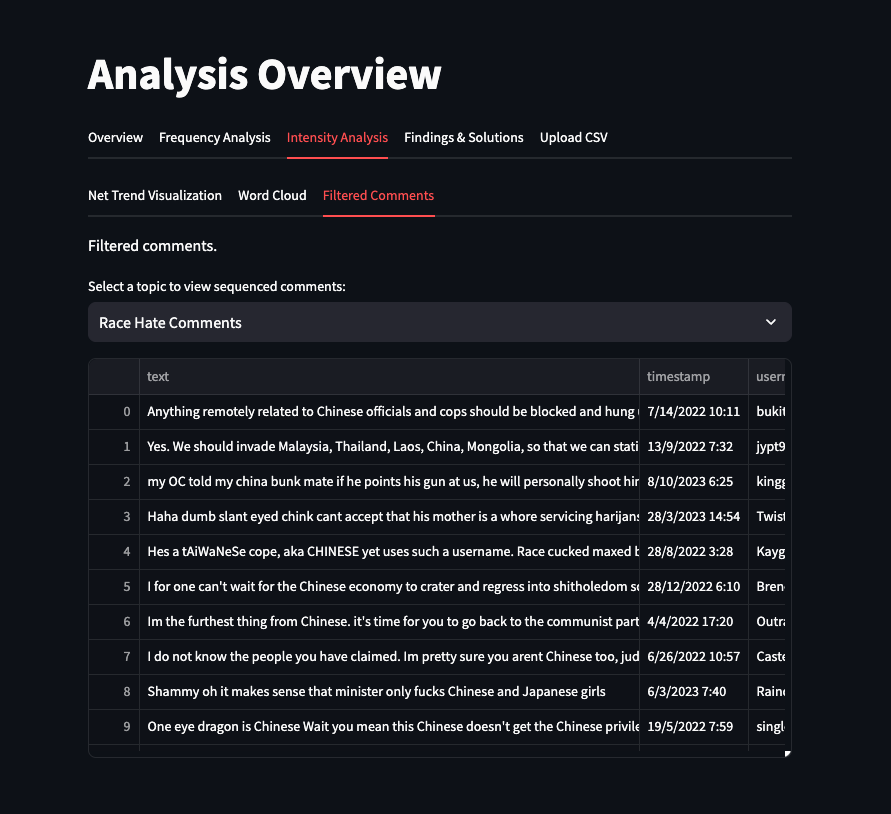 Analysis Overview
Overview Frequency Analysis Intensity Analysis Findings & Solutions Upload CSV
Net Trend Visualization Word Cloud Filtered Comments
Filtered comments.
Select a topic to view sequenced comments:
Race Hate Comments
text timestamp usern
0 Anything remotely related to Chinese officials and cops should be blocked and hung 7/14/2022 10:11 bukit
1 Yes. We should invade Malaysia, Thailand, Laos, China, Mongolia, so that we can stati 13/9/2022 7:32 jypt9
2 my OC told my china bunk mate if he points his gun at us, he will personally shoot hir 8/10/2023 6:25 kingg
3 Haha dumb slant eyed chink cant accept that his mother is a whore servicing harijans 28/3/2023 14:54 Twist
4 Hes a tAiWaNeSe cope, aka CHINESE yet uses such a username. Race cucked maxed b 28/8/2022 3:28 Kayg
5 I for one can't wait for the Chinese economy to crater and regress into shitholedom so 28/12/2022 6:10 Bren
6 Im the furthest thing from Chinese. it's time for you to go back to the communist part 4/4/2022 17:20 Outra
7 I do not know the people you have claimed. Im pretty sure you arent Chinese too, jud 6/26/2022 10:57 Caste
8 Shammy oh it makes sense that minister only fucks Chinese and Japanese girls 6/3/2023 7:40 Rain
9 One eye dragon is Chinese Wait you mean this Chinese doesn't get the Chinese privile 19/5/2022 7:59 singl